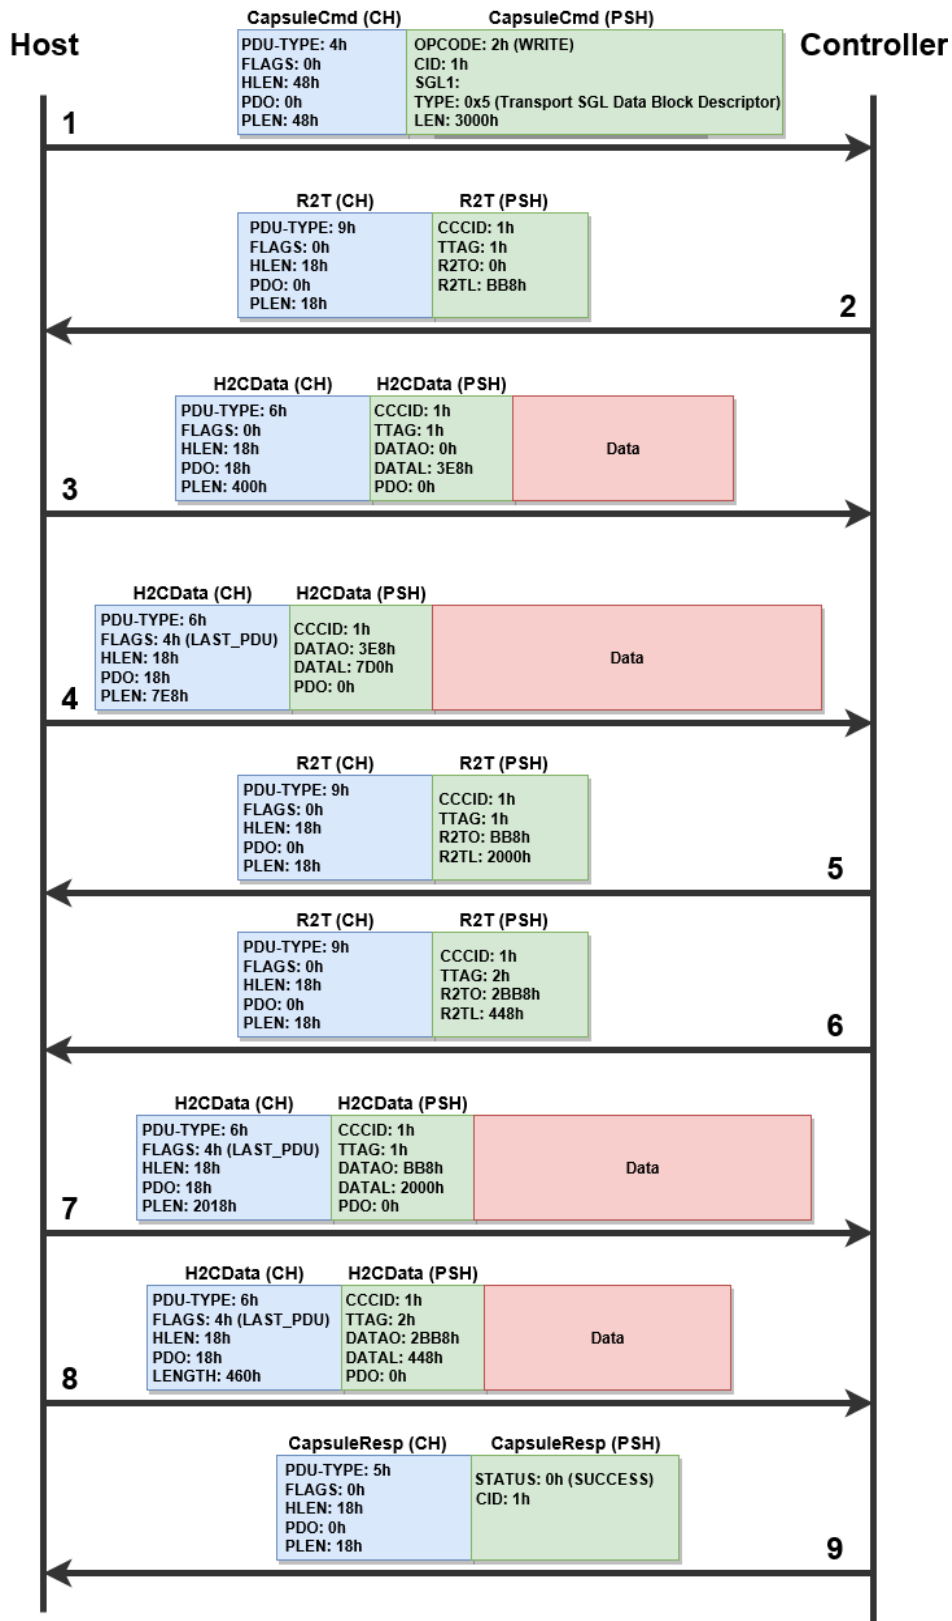 Host
Controller
CapsuleCmd (CH)
CapsuleCmd (PSH)
PDU-TYPE: 4h
FLAGS: 0h
HLEN: 48h
PDO: 0h
PLEN: 48h
OPCODE: 2h (WRITE)
CID: 1h
SGL1:
TYPE: 0x5 (Transport SGL Data Block Descriptor)
LEN: 3000h
1
R2T (CH)
R2T (PSH)
PDU-TYPE: 9h
FLAGS: 0h
HLEN: 18h
PDO: 0h
PLEN: 18h
CCCID: 1h
TTAG: 1h
R2TO: 0h
R2TL: BB8h
2
H2CData (CH)
H2CData (PSH)
PDU-TYPE: 6h
FLAGS: 0h
HLEN: 18h
PDO: 18h
PLEN: 400h
CCCID: 1h
TTAG: 1h
DATAO: 0h
DATAL: 3E8h
PDO: 0h
Data
3
H2CData (CH)
H2CData (PSH)
PDU-TYPE: 6h
FLAGS: 4h (LAST_PDU)
HLEN: 18h
PDO: 18h
PLEN: 7E8h
CCCID: 1h
DATAO: 3E8h
DATAL: 7D0h
PDO: 0h
Data
4
R2T (CH)
R2T (PSH)
PDU-TYPE: 9h
FLAGS: 0h
HLEN: 18h
PDO: 0h
PLEN: 18h
CCCID: 1h
TTAG: 1h
R2TO: BB8h
R2TL: 2000h
5
R2T (CH)
R2T (PSH)
PDU-TYPE: 9h
FLAGS: 0h
HLEN: 18h
PDO: 0h
PLEN: 18h
CCCID: 1h
TTAG: 2h
R2TO: 2BB8h
R2TL: 448h
6
H2CData (CH)
H2CData (PSH)
PDU-TYPE: 6h
FLAGS: 4h (LAST_PDU)
HLEN: 18h
PDO: 18h
PLEN: 2018h
CCCID: 1h
TTAG: 1h
DATAO: BB8h
DATAL: 2000h
PDO: 0h
Data
7
H2CData (CH)
H2CData (PSH)
PDU-TYPE: 6h
FLAGS: 4h (LAST_PDU)
HLEN: 18h
PDO: 18h
LENGTH: 460h
CCCID: 1h
TTAG: 2h
DATAO: 2BB8h
DATAL: 448h
PDO: 0h
Data
8
CapsuleResp (CH)
CapsuleResp (PSH)
PDU-TYPE: 5h
FLAGS: 0h
HLEN: 18h
PDO: 0h
PLEN: 18h
STATUS: 0h (SUCCESS)
CID: 1h
9